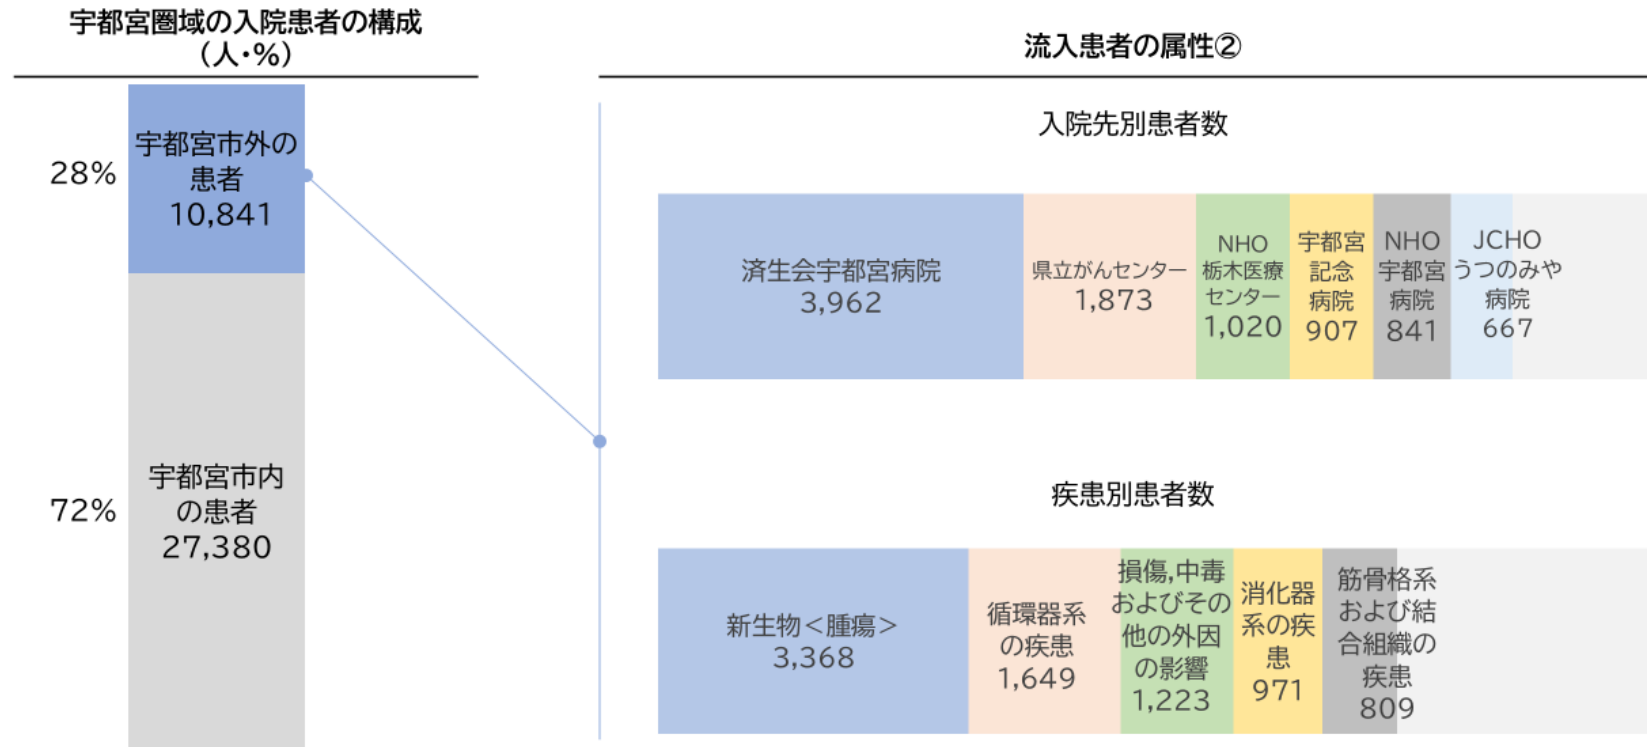 宇都宮圏域の入院患者の構成
（人・%）
28%
宇都宮市外の
患者
10,841
72%
宇都宮市内
の患者
27,380
流入患者の属性②
入院先別患者数
済生会宇都宮病院
3,962
県立がんセンター
1,873
NHO
栃木医療
センター
1,020
宇都宮
記念
病院
907
NHO
宇都宮
病院
841
JCHO
うつのみや
病院
667
疾患別患者数
新生物＜腫瘍＞
3,368
循環器系
の疾患
1,649
損傷,中毒
およびその
他の外因
の影響
1,223
消化器
系の疾
患
971
筋骨格系
および結
合組織の
疾患
809